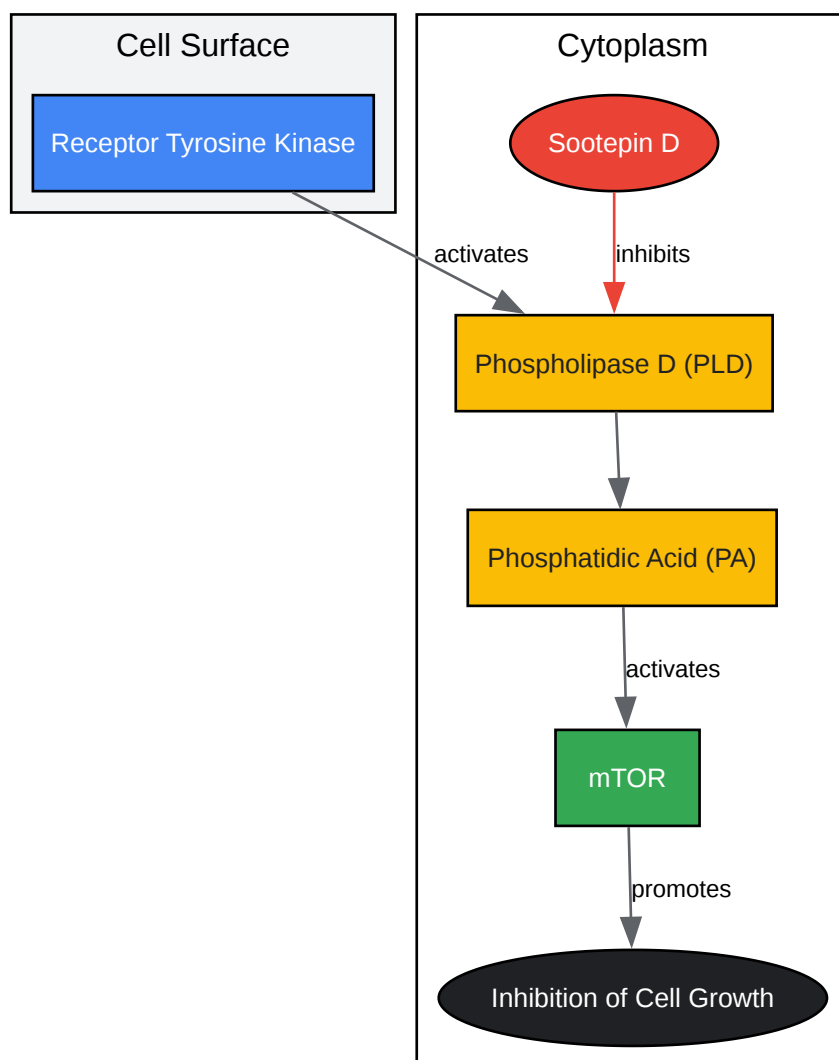 Cell Surface
Cytoplasm
Receptor Tyrosine Kinase
Sootepin D
activates
inhibits
Phospholipase D (PLD)
Phosphatidic Acid (PA)
activates
mTOR
promotes
Inhibition of Cell Growth